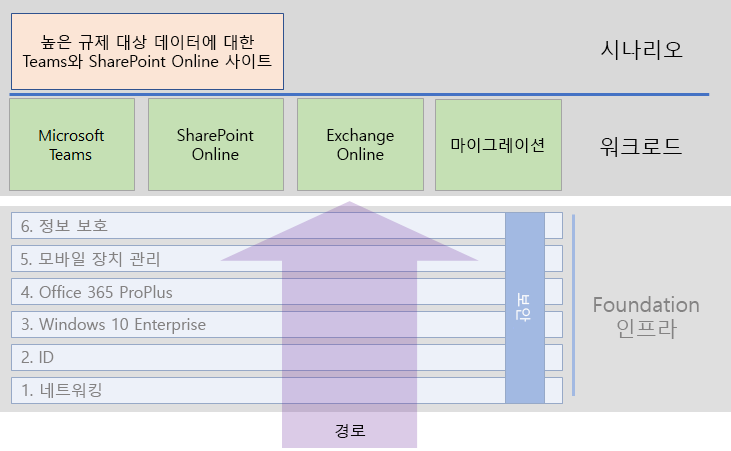 높은 규제 대상 데이터에 대한
Teams와 SharePoint Online 사이트
시나리오
Microsoft
Teams
SharePoint
Online
Exchange
Online
마이그레이션
워크로드
6. 정보 보호
5. 모바일 장치 관리
4. Office 365 ProPlus
3. Windows 10 Enterprise
2. ID
1. 네트워킹
보안
Foundation
인프라
경로